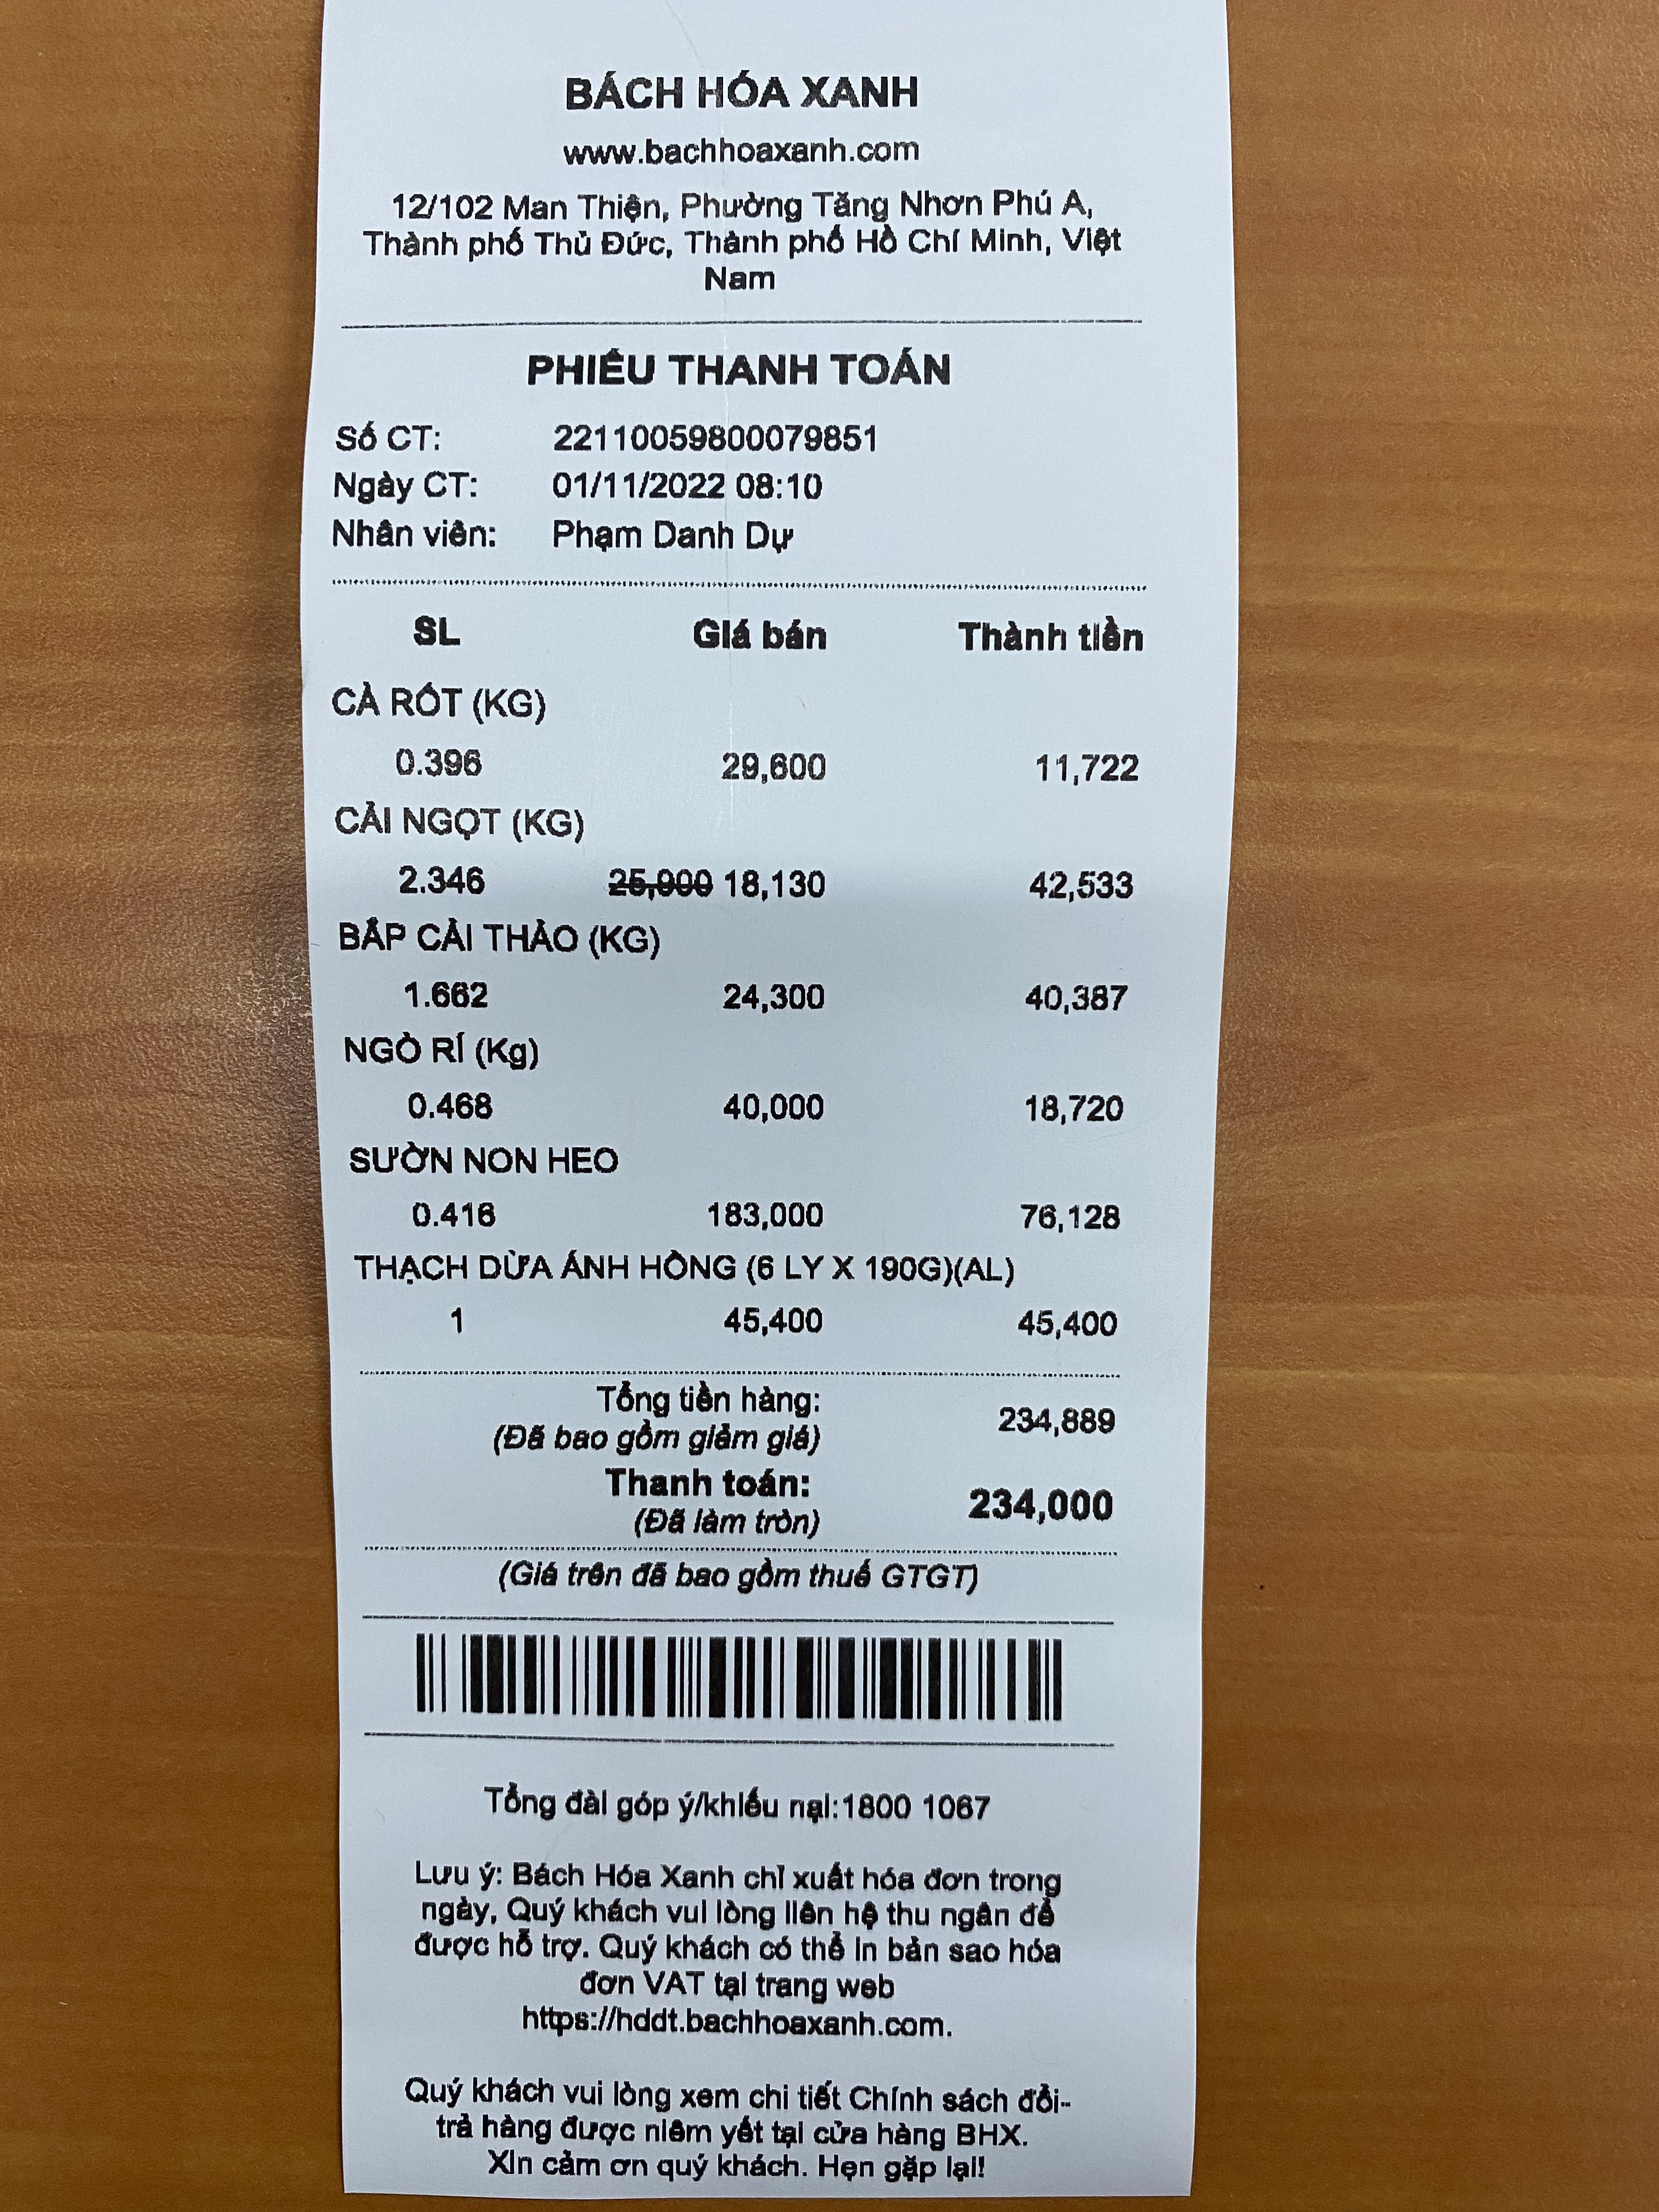 BÁCH HÓA XANH
www.bachhoaxanh.com
12/102 Man Thiện, Phường Tăng Nhơn Phú A,
Thành phố Thủ Đức, Thành phố Hồ Chí Minh, Việt
Nam
PHIẾU THANH TOÁN
Số CT: 22110059800079851
Ngày CT: 01/11/2022 08:10
Nhân viên: Phạm Danh Dự
SL Giá bán Thành tiền
CÀ RỐT (KG)
0.396 29,600 11,722
CẢI NGỌT (KG)
2.346 25,900 18,130 42,533
BẮP CẢI THẢO (KG)
1.662 24,300 40,387
NGÒ RÍ (Kg)
0.468 40,000 18,720
SƯỜN NON HEO
0.416 183,000 76,128
THẠCH DỪA ÁNH HỒNG (6 LY X 190G)(AL)
1 45,400 45,400
Tổng tiền hàng: 234,889
(Đã bao gồm giảm giá)
Thanh toán: 234,000
(Đã làm tròn)
(Giá trên đã bao gồm thuế GTGT)
Tổng đài góp ý/khiếu nại:1800 1067
Lưu ý: Bách Hóa Xanh chỉ xuất hóa đơn trong
ngày, Quý khách vui lòng liên hệ thu ngân để
được hỗ trợ. Quý khách có thể in bản sao hóa
đơn VAT tại trang web
https://hddt.bachhoaxanh.com.
Quý khách vui lòng xem chi tiết Chính sách đổi-
trả hàng được niêm yết tại cửa hàng BHX.
Xin cảm ơn quý khách. Hẹn gặp lại!